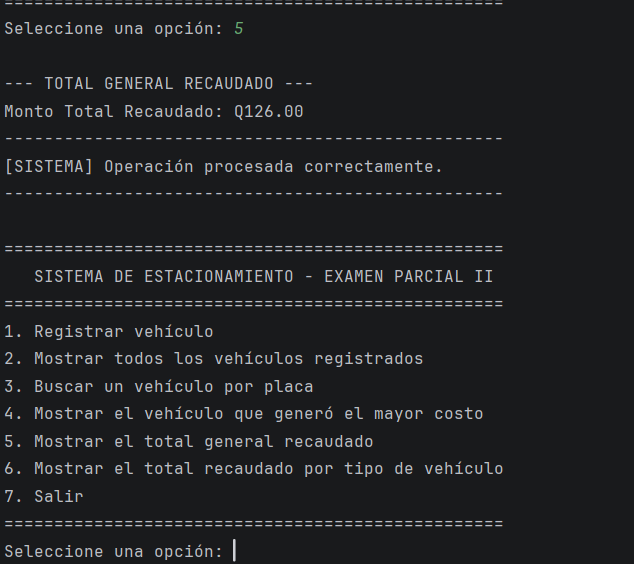 ==================================================
Seleccione una opción: 5
--- TOTAL GENERAL RECAUDADO ---
Monto Total Recaudado: Q126.00
--------------------------------------------------
[SISTEMA] Operación procesada correctamente.
--------------------------------------------------
==================================================
SISTEMA DE ESTACIONAMIENTO - EXAMEN PARCIAL II
==================================================
1. Registrar vehículo
2. Mostrar todos los vehículos registrados
3. Buscar un vehículo por placa
4. Mostrar el vehículo que generó el mayor costo
5. Mostrar el total general recaudado
6. Mostrar el total recaudado por tipo de vehículo
7. Salir
==================================================
Seleccione una opción: